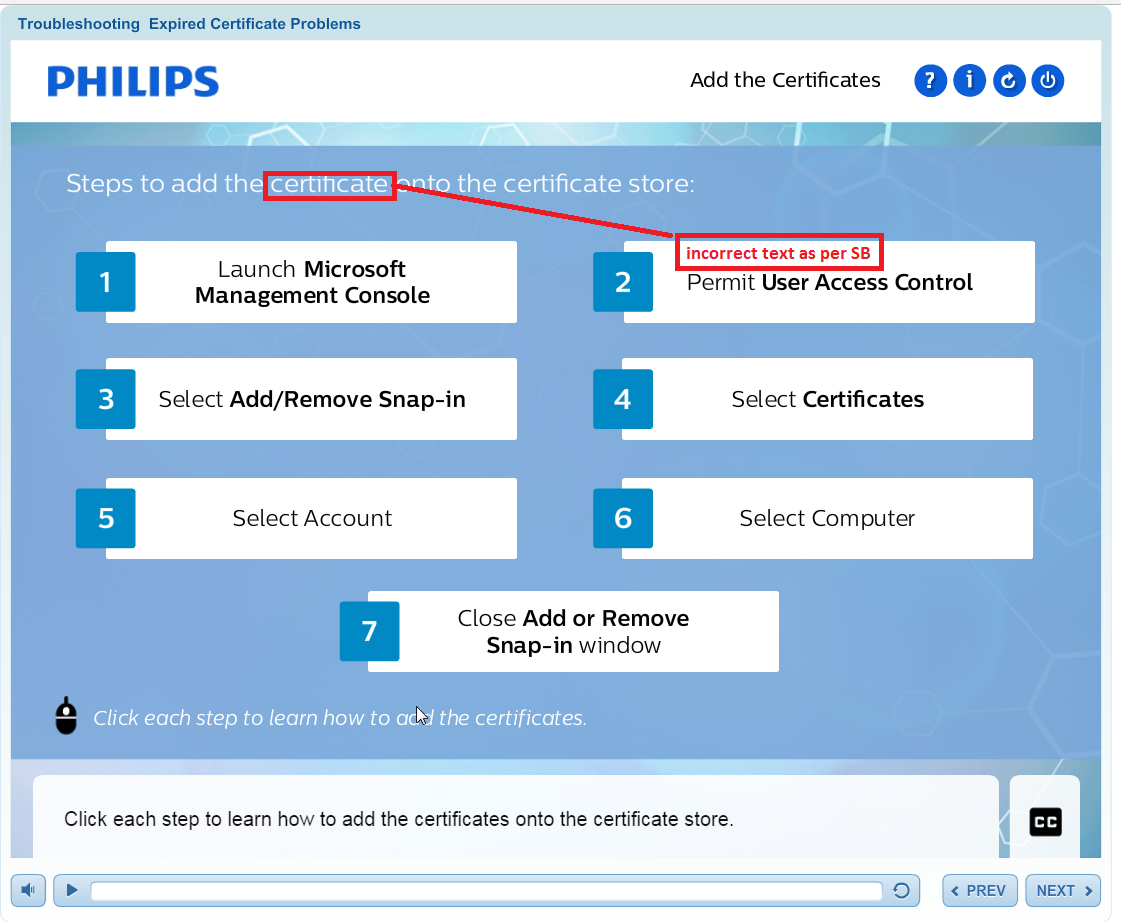 Troubleshooting Expired Certificate Problems
PHILIPS
Add the Certificates
?
i
Steps to add the certificate onto the certificate store:
incorrect text as per SB
1
Launch Microsoft
Management Console
2
Permit User Access Control
3
Select Add/Remove Snap-in
4
Select Certificates
5
Select Account
6
Select Computer
7
Close Add or Remove
Snap-in window
Click each step to learn how to add the certificates.
Click each step to learn how to add the certificates onto the certificate store.
CC
PREV
NEXT